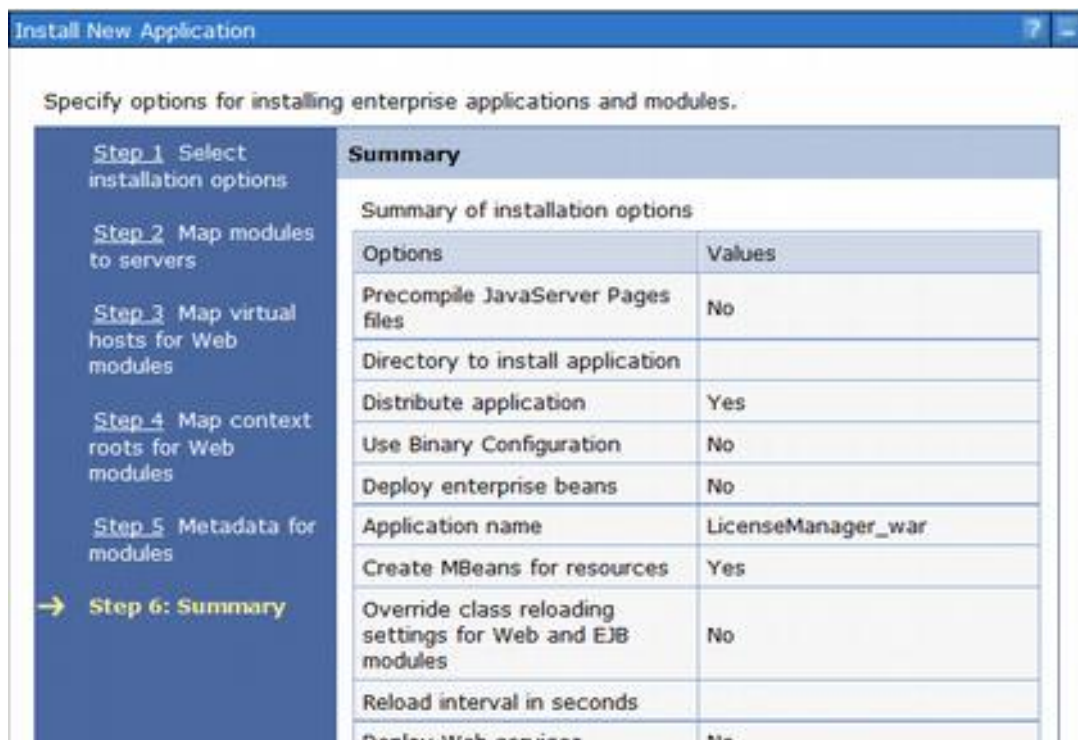 Install New Application
?
Specify options for installing enterprise applications and modules.
Step 1 Select
installation options
Step 2 Map modules
to servers
Step 3 Map virtual
hosts for Web
modules
Step 4 Map context
roots for Web
modules
Step 5 Metadata for
modules
Step 6: Summary
Summary
Summary of installation options
Options Values
Precompile JavaServer Pages
files
No
Directory to install application
Distribute application Yes
Use Binary Configuration No
Deploy enterprise beans No
Application name LicenseManager_war
Create MBeans for resources Yes
Override class reloading
settings for Web and EJB
modules
No
Reload interval in seconds
Deploy Web services No